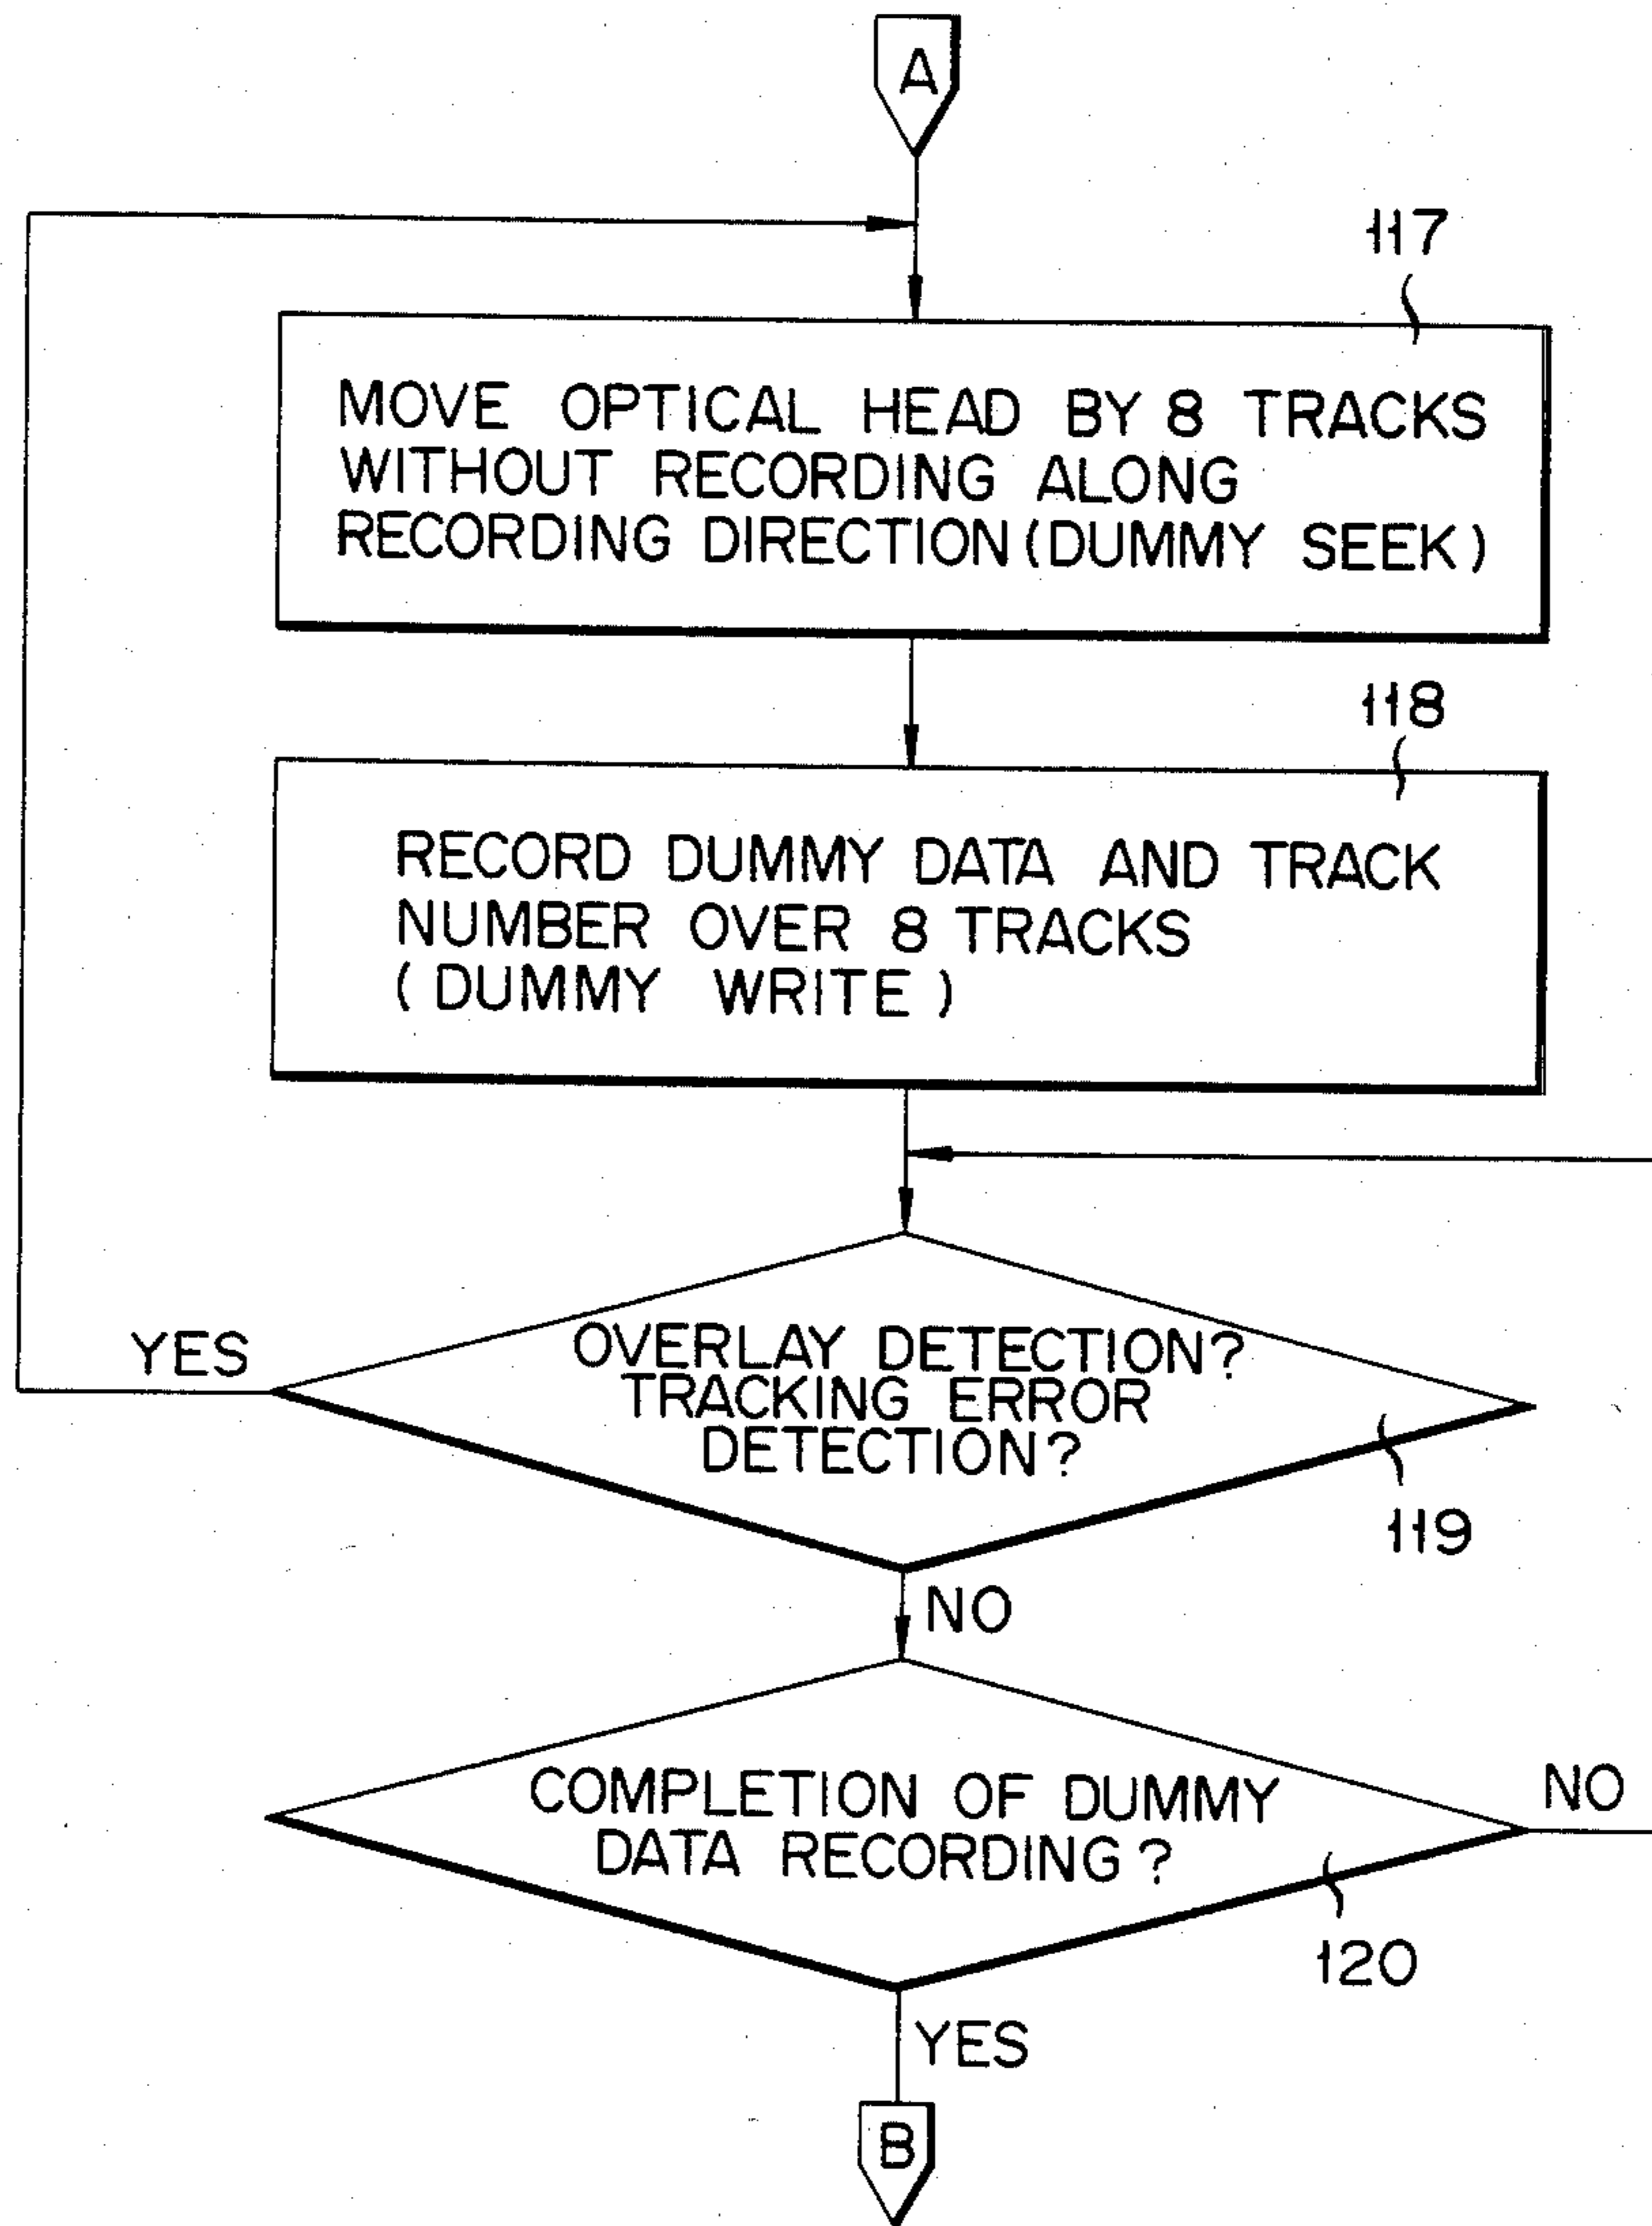 A
117
MOVE OPTICAL HEAD BY 8 TRACKS
WITHOUT RECORDING ALONG
RECORDING DIRECTION (DUMMY SEEK)
118
RECORD DUMMY DATA AND TRACK
NUMBER OVER 8 TRACKS
(DUMMY WRITE)
YES
OVERLAY DETECTION?
TRACKING ERROR
DETECTION?
119
NO
COMPLETION OF DUMMY
DATA RECORDING?
NO
120
YES
B